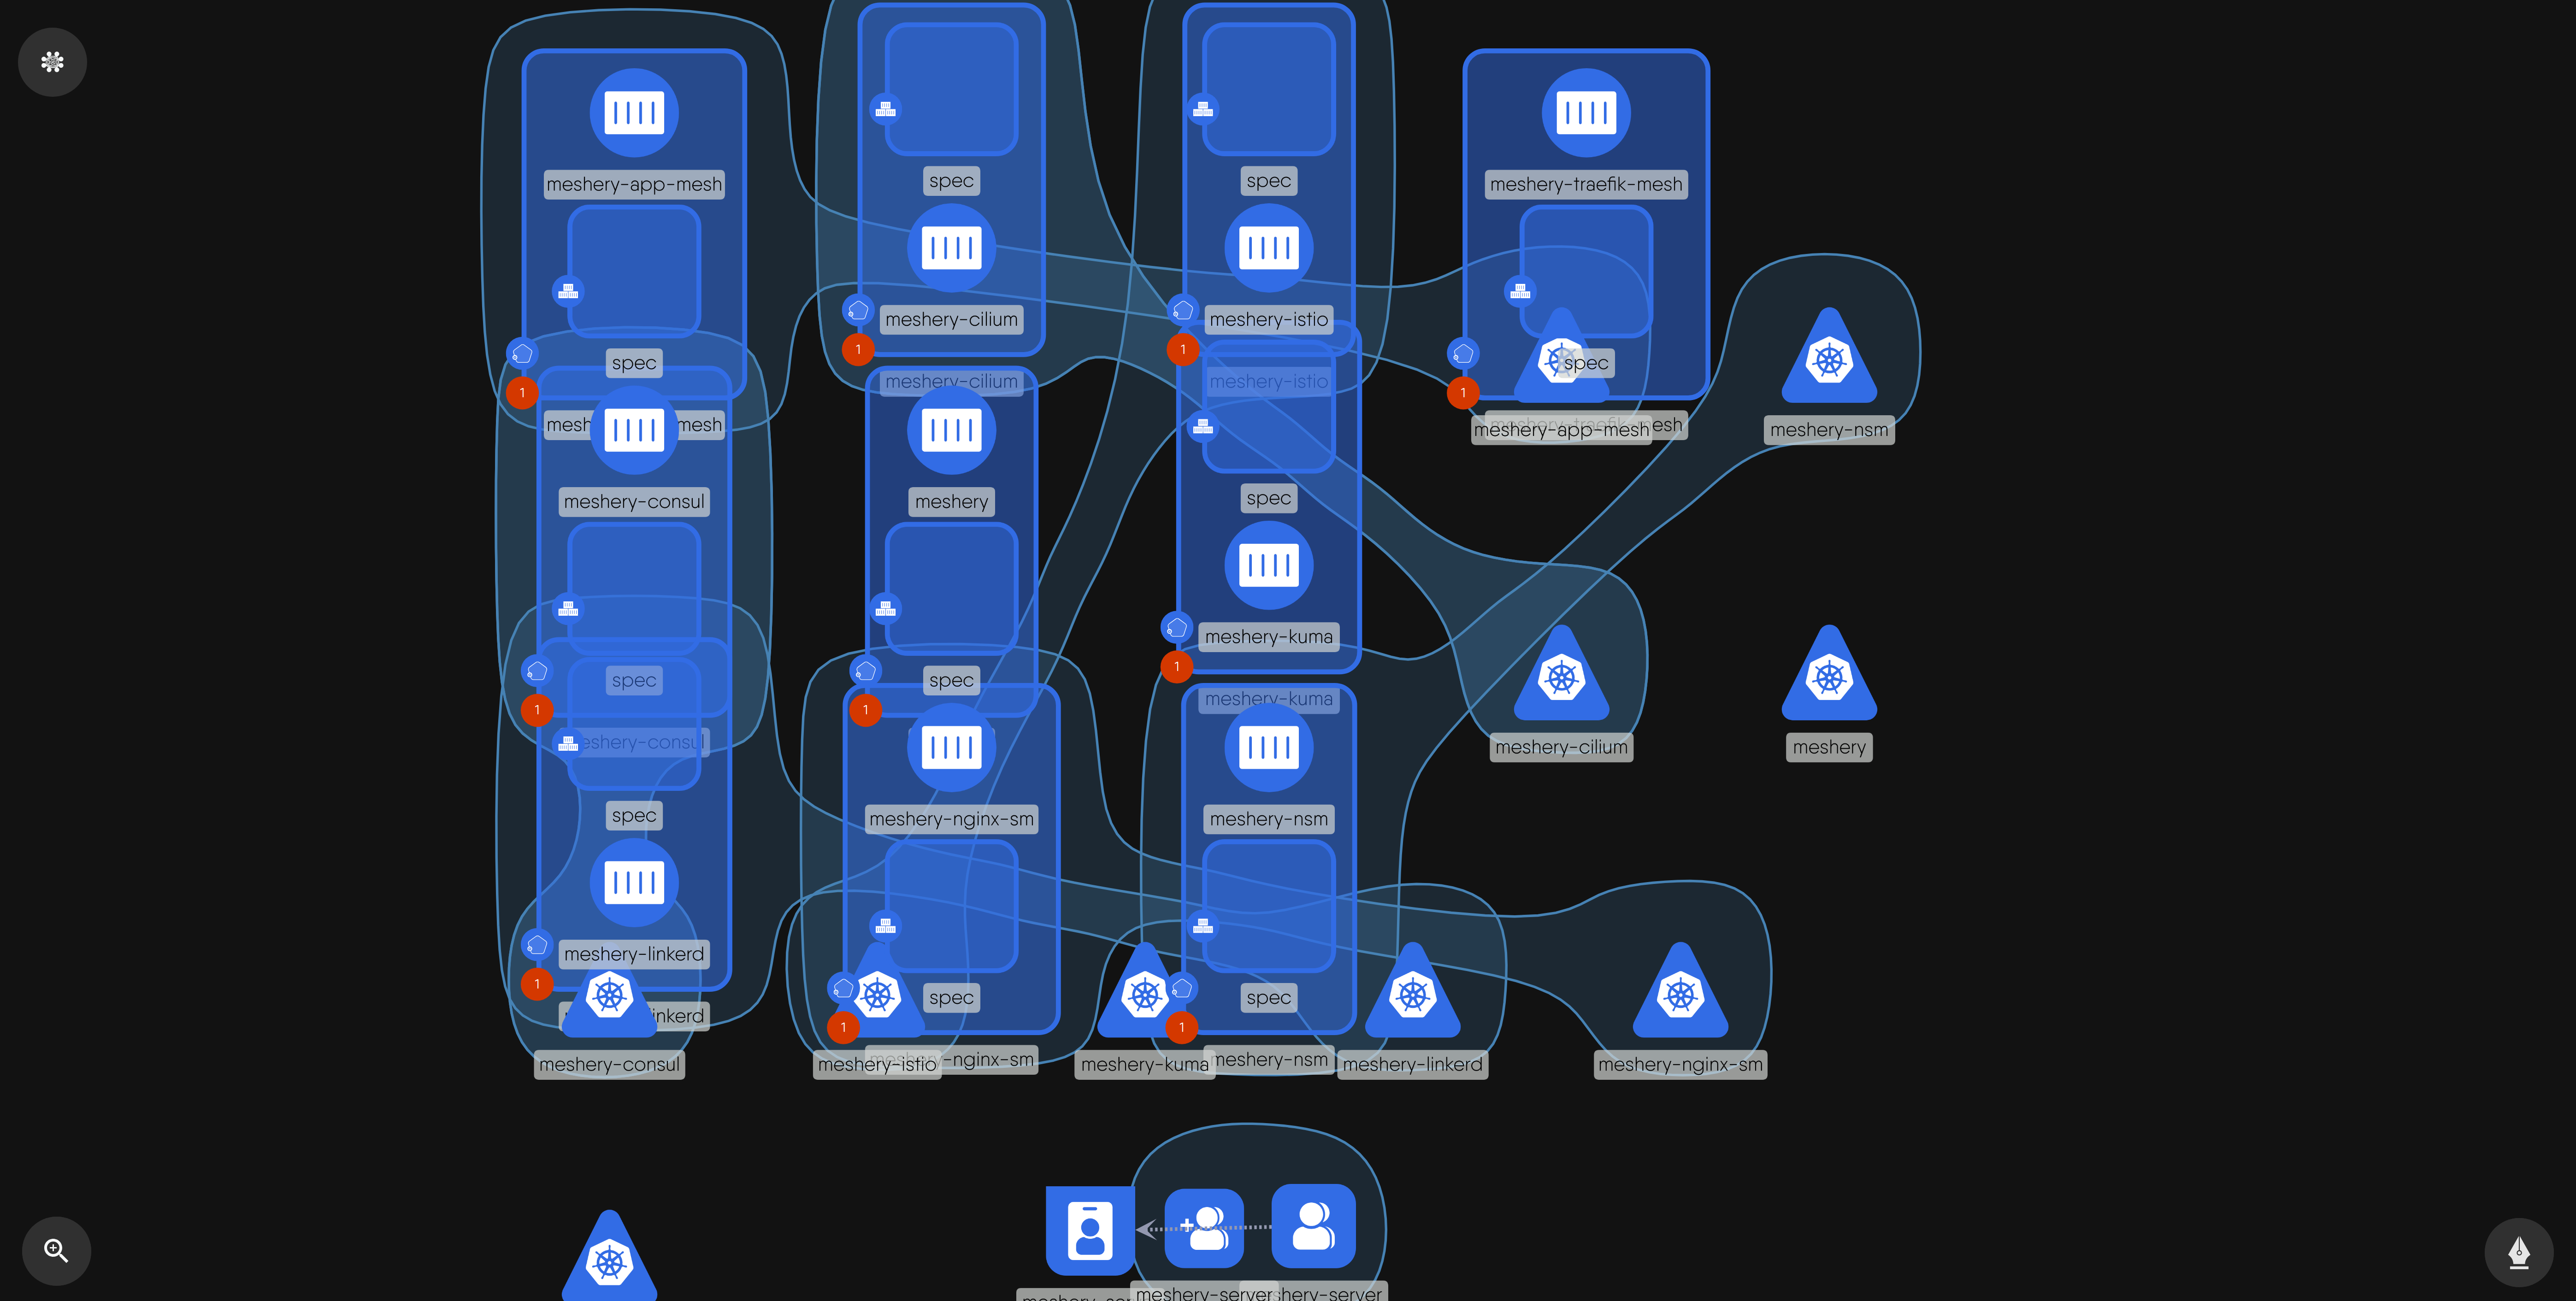 meshery-app-mesh
spec
spec
meshery-traefik-mesh
meshery-cilium
meshery-istio
1
1
spec
spec
meshery-cilium
meshery-istio
1
1
mesh
mesh
meshery-app-mesh
esh
meshery-nsm
meshery-consul
meshery
spec
spec
spec
meshery-kuma
1
1
1
meshery-kuma
eshery-consul
meshery-cilium
meshery
spec
meshery-nginx-sm
meshery-nsm
meshery-linkerd
1
spec
spec
inkerd
1
1
meshery-consul
meshery-istio
y-nginx-sm
meshery-kuma
meshery-nsm
meshery-linkerd
meshery-nginx-sm
meshery-server
hery-server